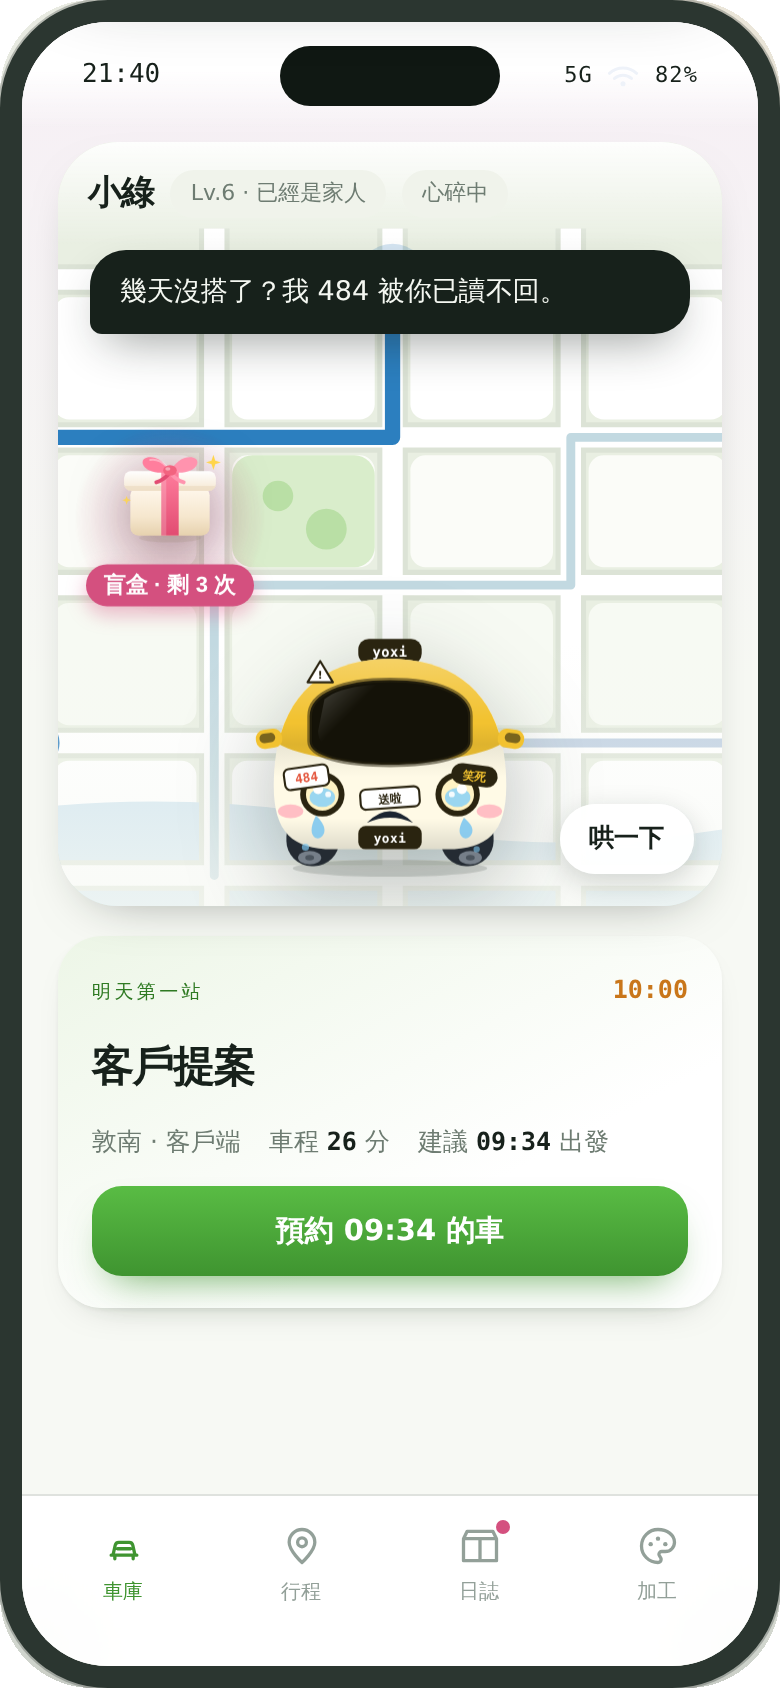 21:40
5G 82%
小綠 Lv.6 · 已經是家人 心碎中
幾天沒搭了？我 484 被你已讀不回。
盲盒 · 剩 3 次
yoxi
!
484
笑死
送啦
yoxi
哄一下
明天第一站 10:00
客戶提案
敦南 · 客戶端 車程 26 分 建議 09:34 出發
預約 09:34 的車
車庫 行程 日誌 加工